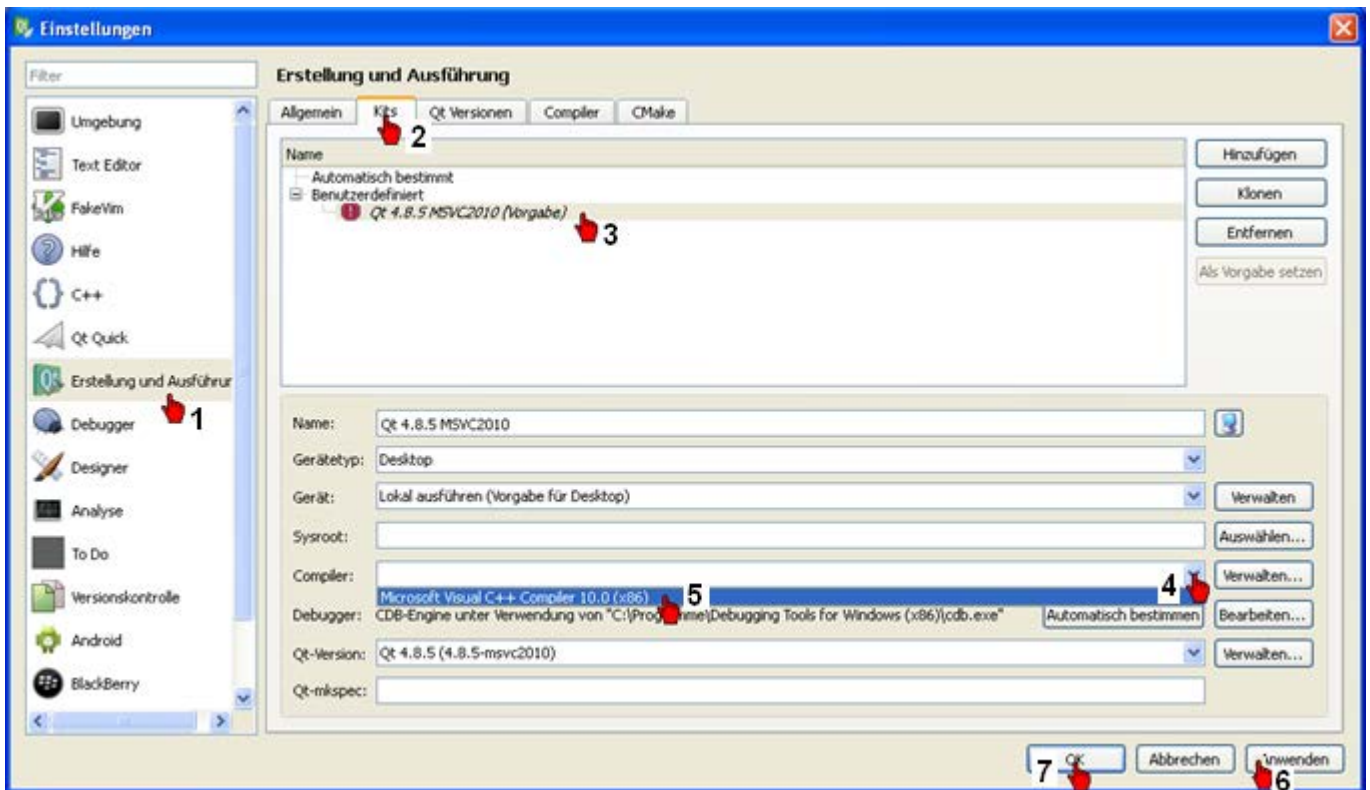 Einstellungen
Filter
Umgebung
Text Editor
FakeVim
Hilfe
C++
Qt Quick
Erstellung und Ausführur
1
Debugger
Designer
Analyse
To Do
Versionskontrolle
Android
BlackBerry
Erstellung und Ausführung
Allgemein Kits Qt Versionen Compiler CMake
2
Name
Automatisch bestimmt
Benutzerdefiniert
Qt 4.8.5 MSVC2010 (Vorgabe)
3
Hinzufügen
Klonen
Entfernen
Als Vorgabe setzen
Name: Qt 4.8.5 MSVC2010
Gerätetyp: Desktop
Gerät: Lokal ausführen (Vorgabe für Desktop) Verwalten
Sysroot: Auswählen...
Compiler: 4 Verwalten...
Microsoft Visual C++ Compiler 10.0 (x86) 5
Debugger: CDB-Engine unter Verwendung von "C:\Programme\Debugging Tools for Windows (x86)\cdb.exe" Automatisch bestimmen Bearbeiten...
Qt-Version: Qt 4.8.5 (4.8.5-msvc2010) Verwalten...
Qt-mkspec:
7 OK Abbrechen Anwenden 6